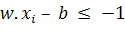 w.xᵢ – b ≤ −1